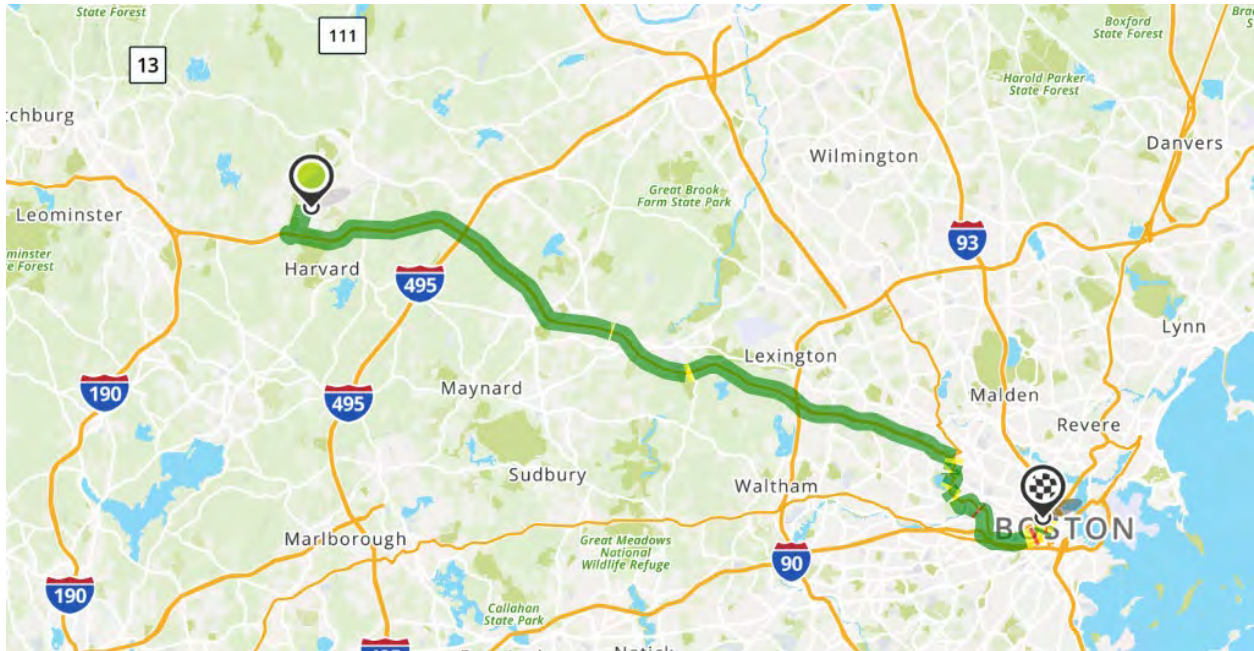 State Forest
13
111
Boxford
State Forest
Harold Parker
State Forest
tchburg
Danvers
Wilmington
Great Brook
Farm State Park
Leominster
93
minster
te Forest
Harvard
495
Lynn
Lexington
190
495
Maynard
Malden
Revere
Sudbury
Waltham
BOSTON
Marlborough
Great Meadows
National
Wildlife Refuge
90
190
Callahan
State Park